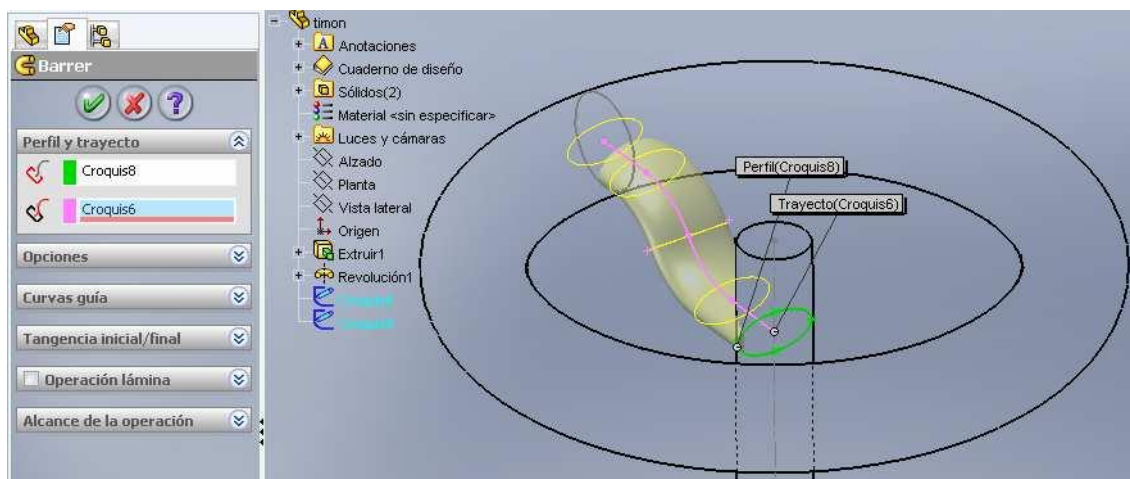 Barrer
?
Perfil y trayecto
Croquis8
Croquis6
Opciones
Curvas guía
Tangencia inicial/final
Operación lámina
Alcance de la operación
timon
A Anotaciones
Cuaderno de diseño
Sólidos(2)
Material <sin especificar>
Luces y cámaras
Alzado
Planta
Vista lateral
Origen
Extruir1
Revolución1
Perfil(Croquis8)
Trayecto(Croquis6)